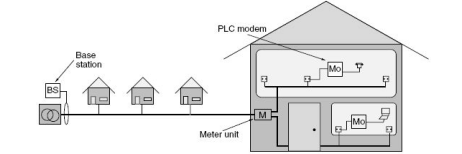 PLC modem
Base
station
BS
Mo
M
Mo
Meter unit